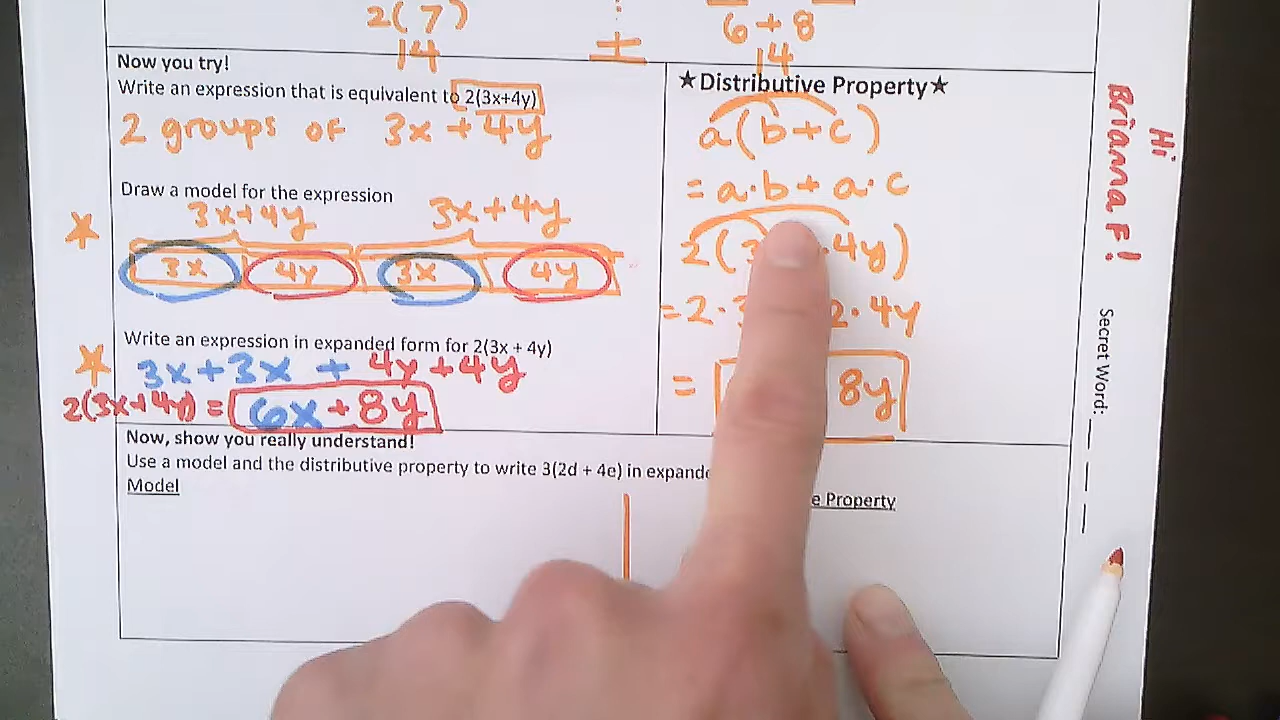 2(7)
14
6+8
14
Now you try!
Write an expression that is equivalent to 2(3x+4y)
2 groups of 3x+4y
Draw a model for the expression
3x+4y 3x+4y
3x 4y 3x 4y
Write an expression in expanded form for 2(3x + 4y)
3x+3x + 4y+4y
2(3x+4y) = 6x+8y
★Distributive Property★
a(b+c)
= a·b + a·c
2(3 4y)
=2·3 2·4y
= 8y
Now, show you really understand!
Use a model and the distributive property to write 3(2d + 4e) in
Model
Property
Hi
Brianna F!
Secret Word: _ _ _